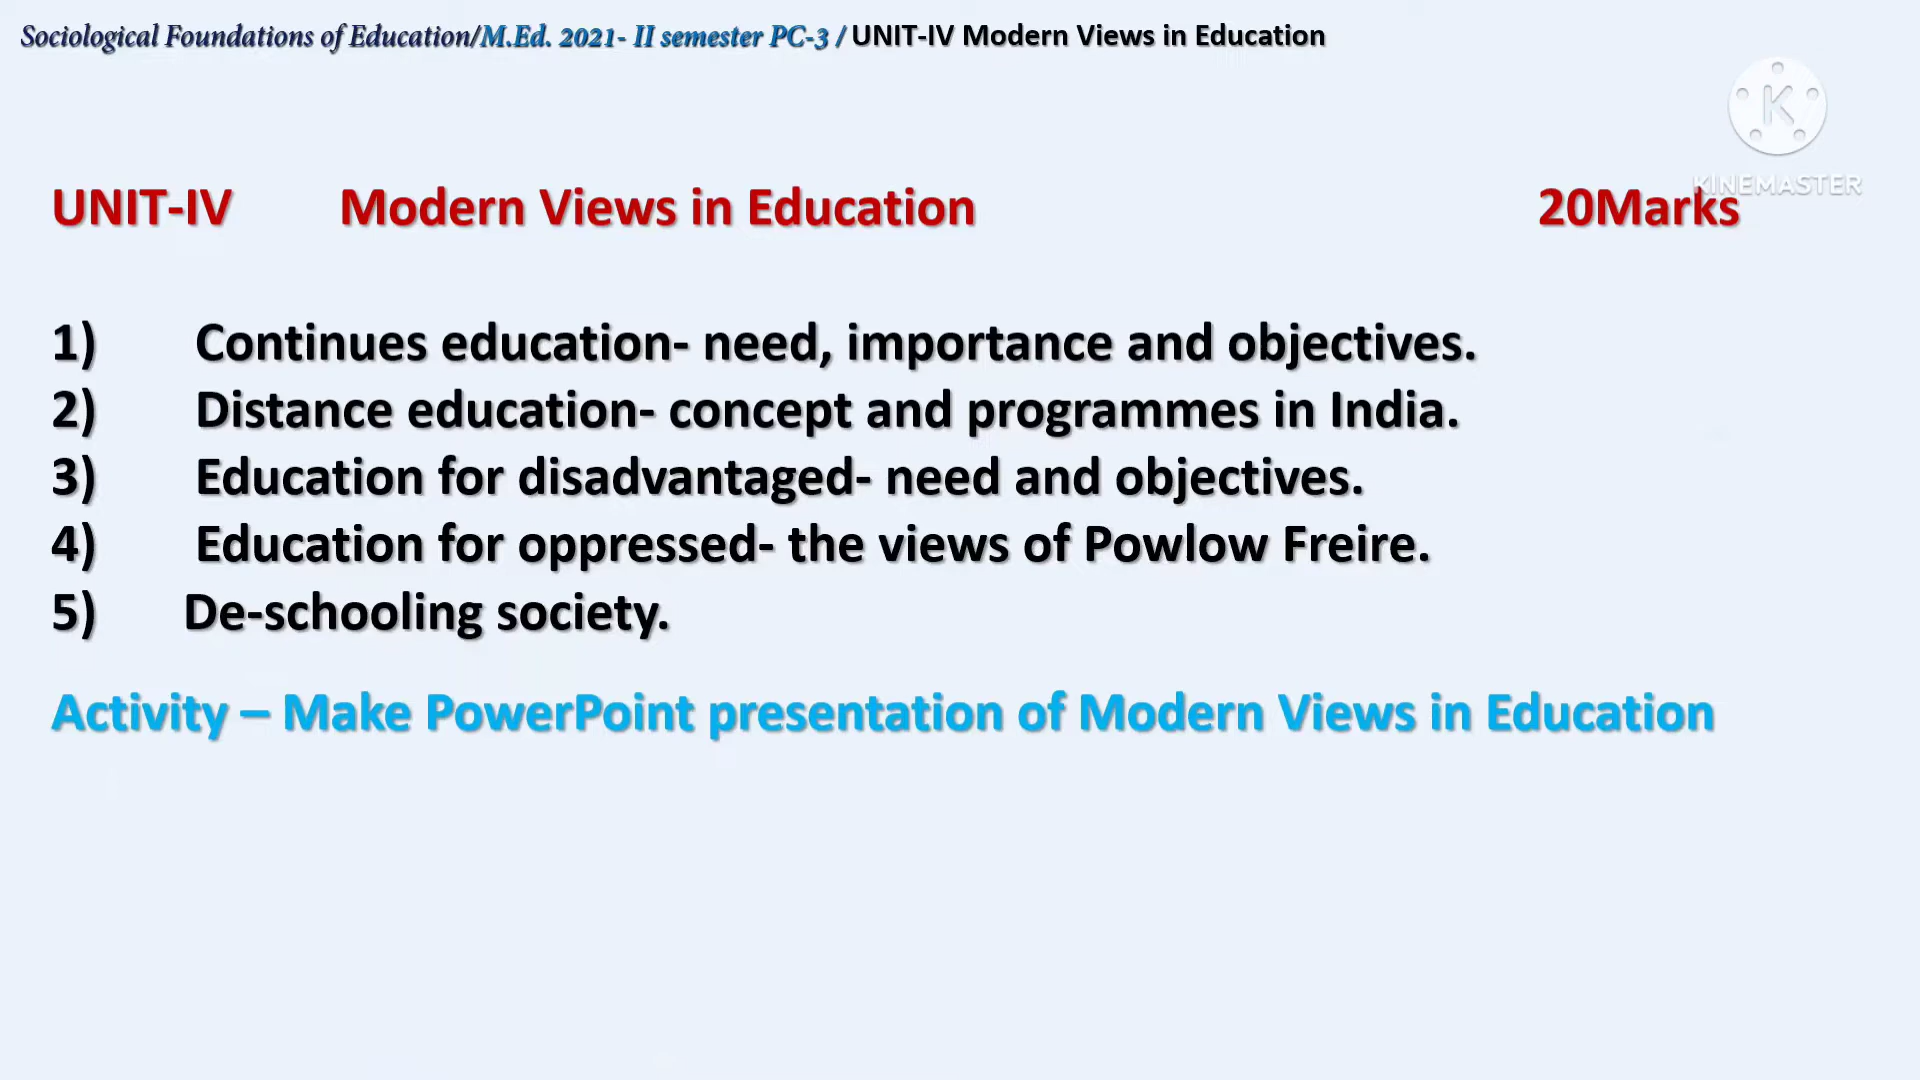 Sociological Foundations of Education/M.Ed. 2021- II semester PC-3 / UNIT-IV Modern Views in Education
K
KINEMASTER
UNIT-IV Modern Views in Education 20Marks
1) Continues education- need, importance and objectives.
2) Distance education- concept and programmes in India.
3) Education for disadvantaged- need and objectives.
4) Education for oppressed- the views of Powlow Freire.
5) De-schooling society.
Activity – Make PowerPoint presentation of Modern Views in Education